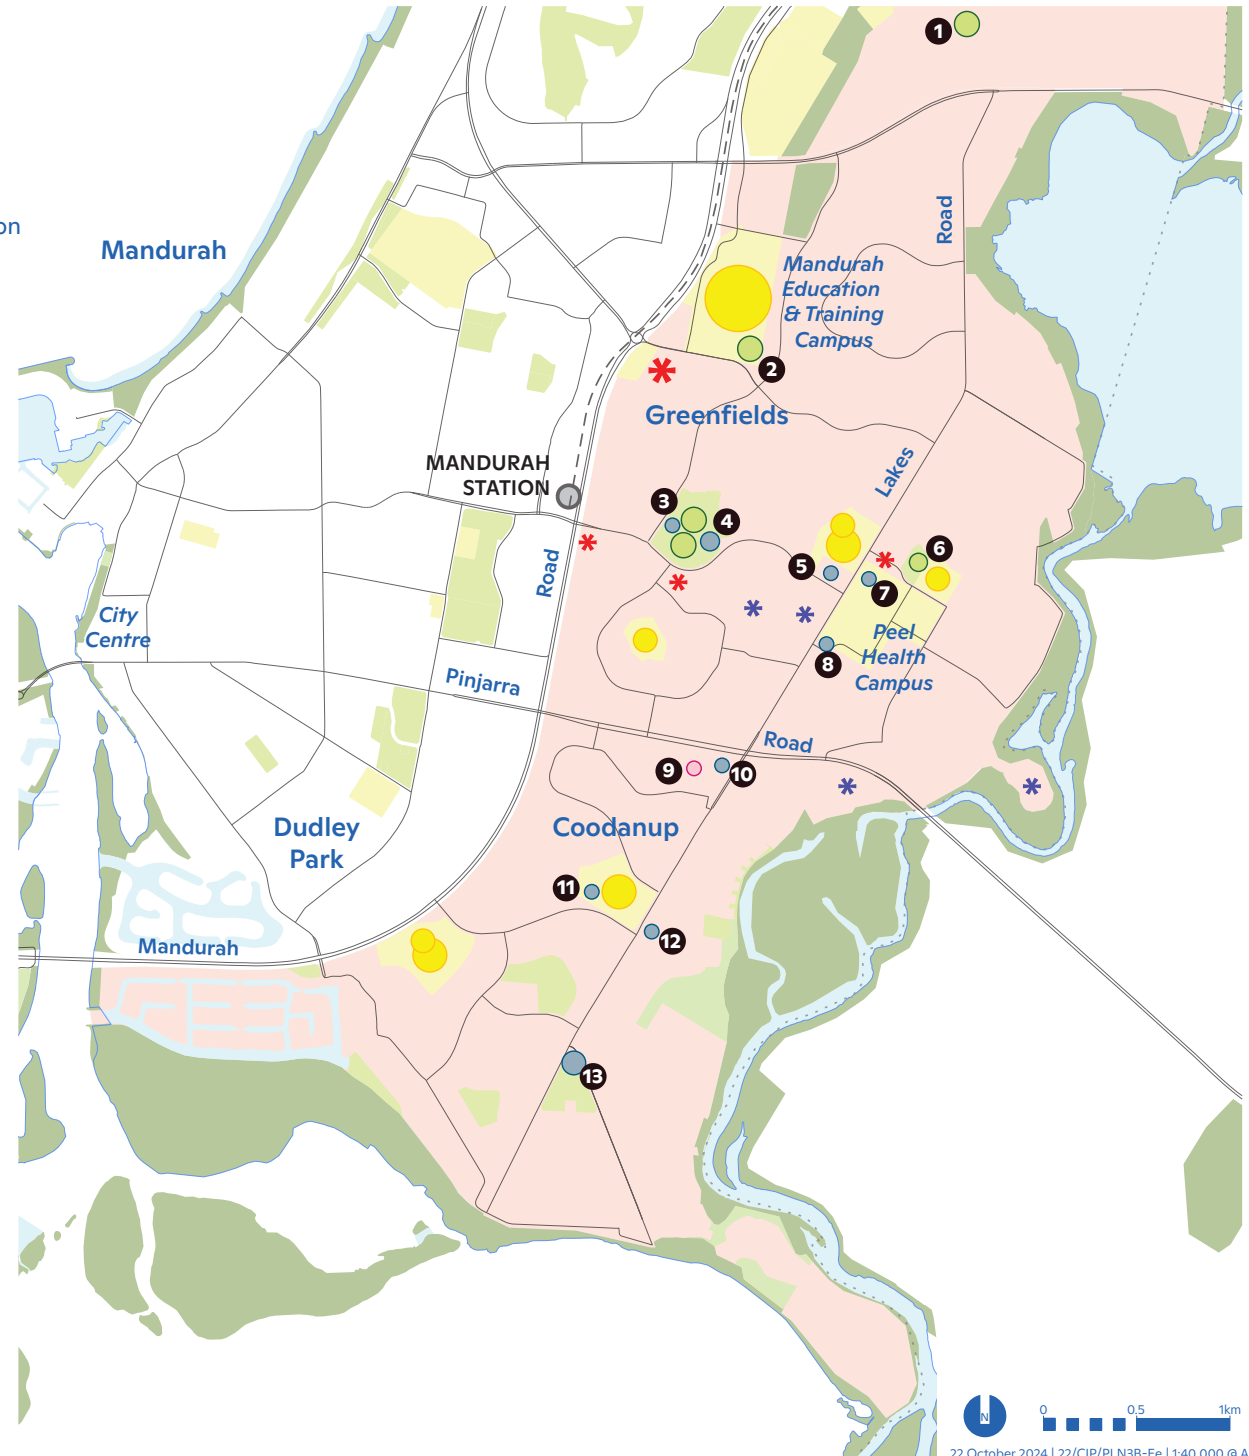 1
on
Mandurah
Road
Mandurah
Education
& Training
Campus
2
Greenfields
MANDURAH
STATION
Lakes
3
4
5
6
7
Road
City
Centre
Peel
Health
Campus
8
Pinjarra
Road
9
10
Dudley
Park
Coodanup
11
12
Mandurah
13
N
0
0.5
1km
22 October 2024 | 22/CIP/PLN3B-Fe | 1:40 000 @ A